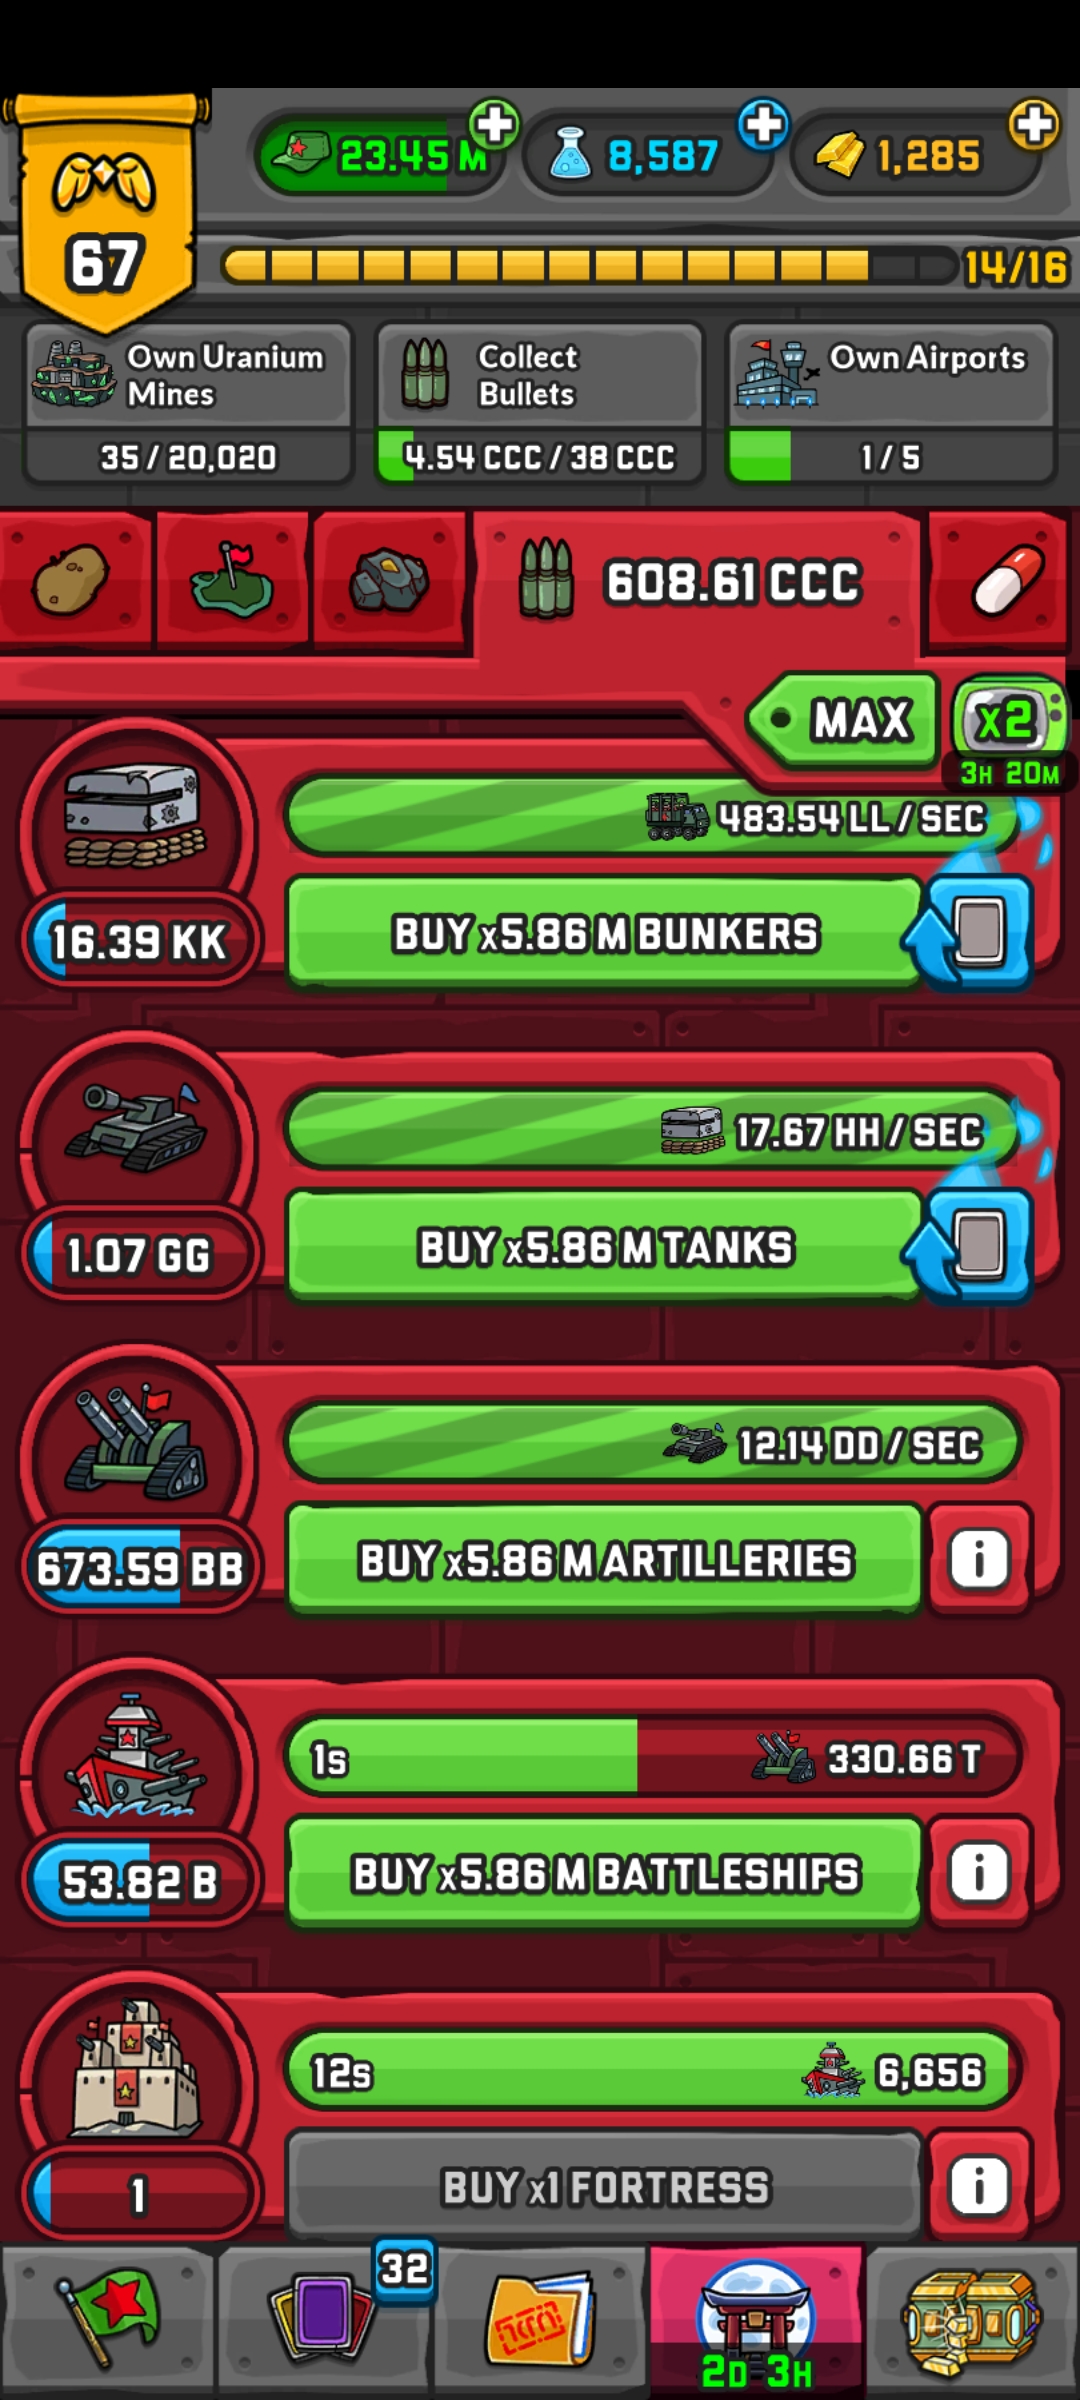 23.45 M
8,587
1,285
67
14/16
Own Uranium
Mines
35 / 20,020
Collect
Bullets
4.54 CCC / 38 CCC
Own Airports
1 / 5
608.61 CCC
MAX
x2
3H 20M
483.54 LL / SEC
16.39 KK
BUY x5.86 M BUNKERS
17.67 HH / SEC
1.07 GG
BUY x5.86 M TANKS
12.14 DD / SEC
673.59 BB
BUY x5.86 M ARTILLERIES
i
1s
330.66 T
53.82 B
BUY x5.86 M BATTLESHIPS
i
12s
6,656
1
BUY x1 FORTRESS
i
32
2D 3H